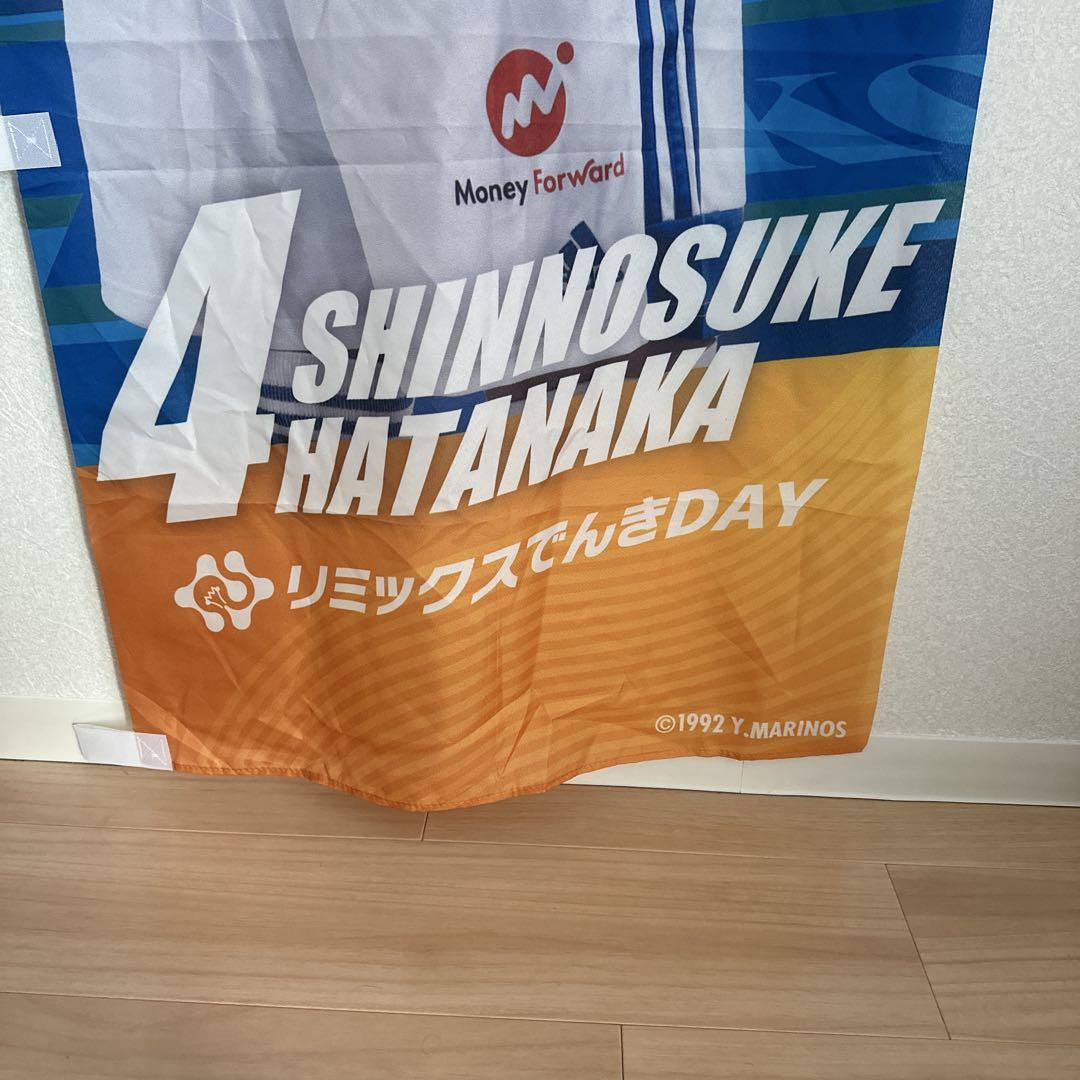 Money Forward
4 SHINNOSUKE
HATANAKA
リミックスでんきDAY
©1992 Y.MARINOS